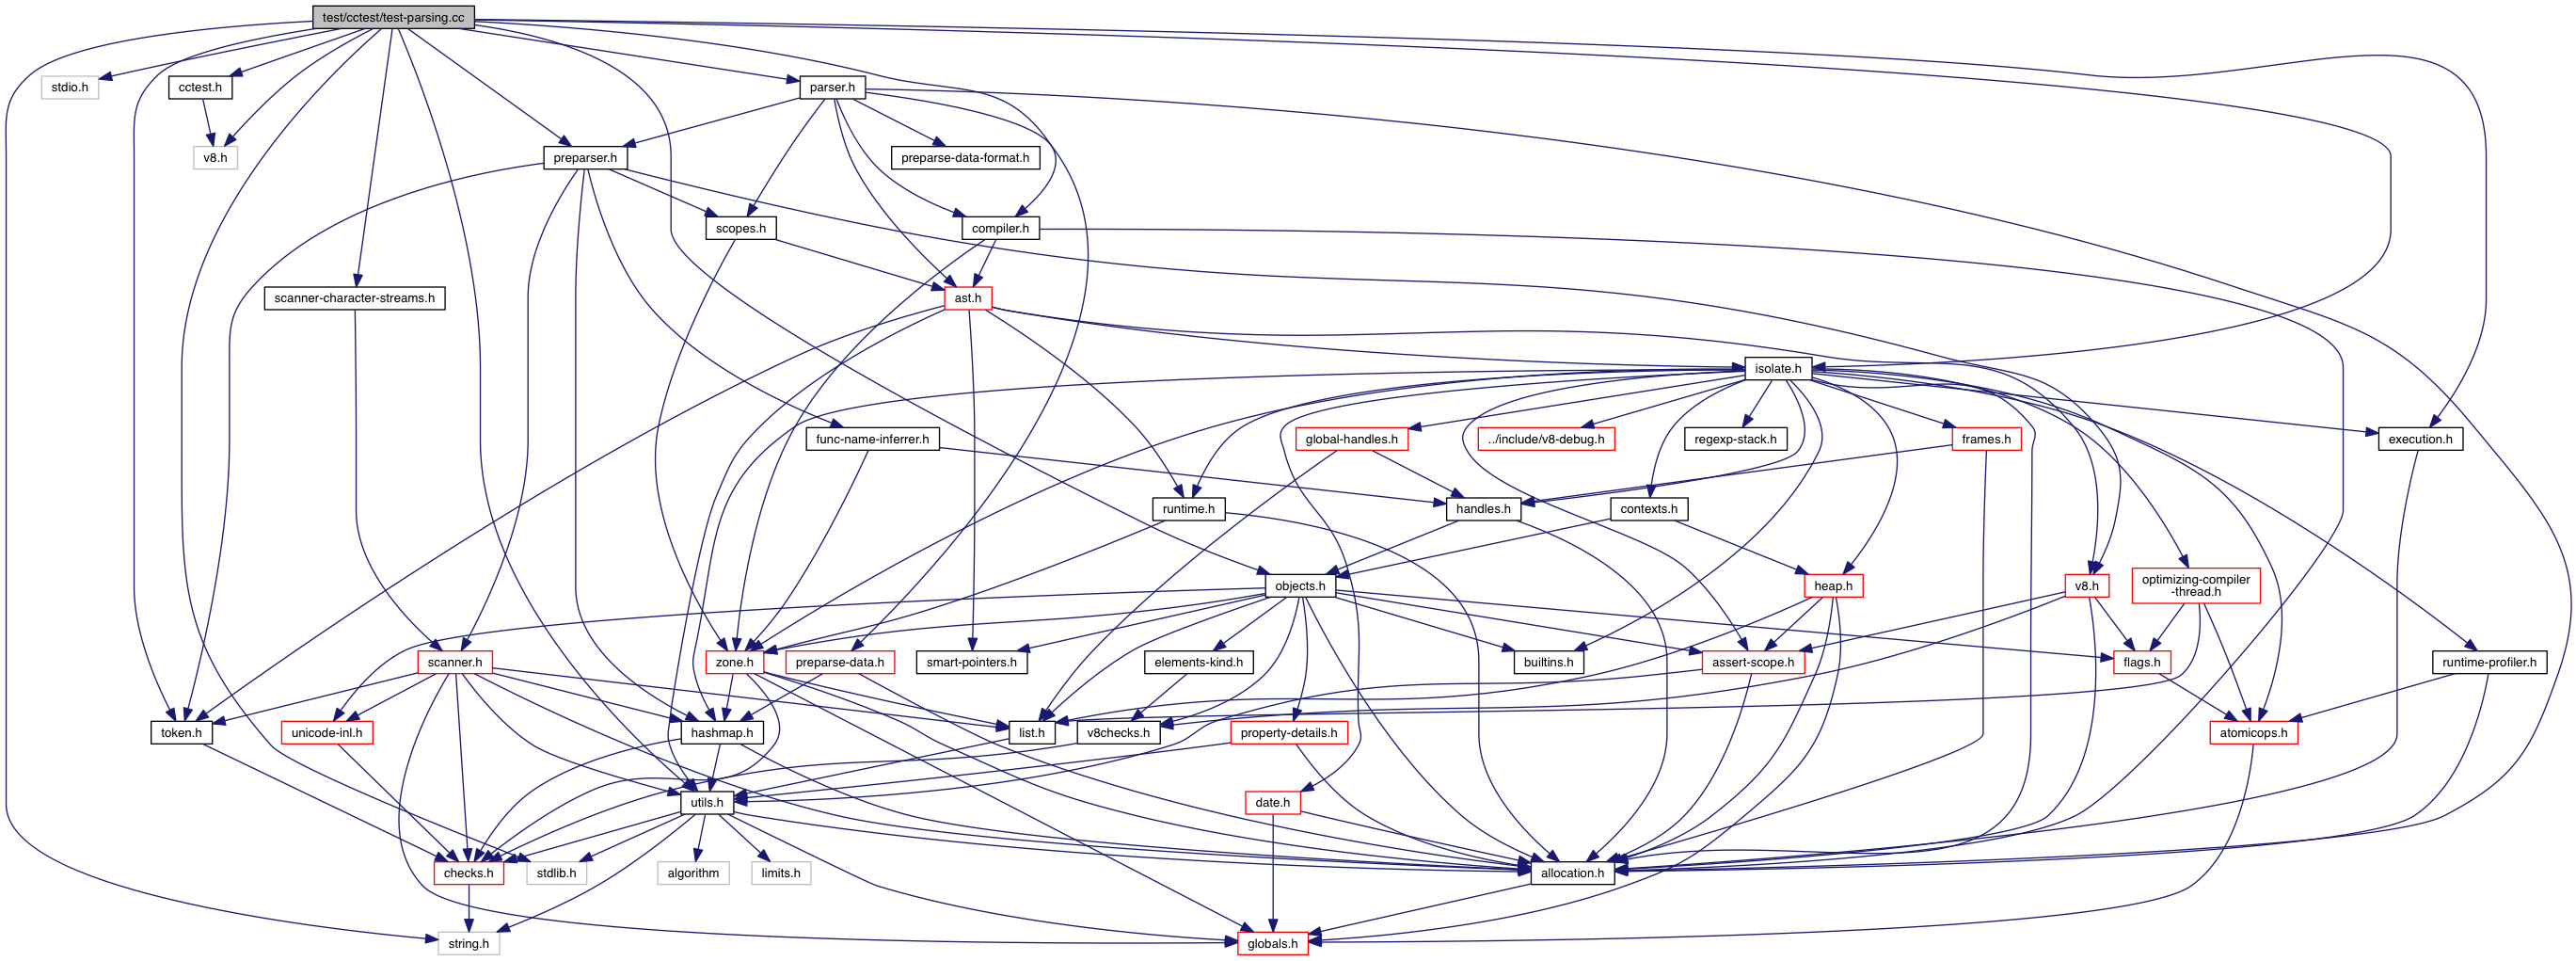 test/cctest/test-parsing.cc
stdio.h
cctest.h
parser.h
v8.h
preparser.h
preparse-data-format.h
scopes.h
compiler.h
scanner-character-streams.h
ast.h
isolate.h
func-name-inferrer.h
global-handles.h
../include/v8-debug.h
regexp-stack.h
frames.h
execution.h
runtime.h
handles.h
contexts.h
objects.h
heap.h
v8.h
optimizing-compiler
-thread.h
scanner.h
zone.h
preparse-data.h
smart-pointers.h
elements-kind.h
builtins.h
assert-scope.h
flags.h
runtime-profiler.h
token.h
unicode-inl.h
hashmap.h
list.h
v8checks.h
property-details.h
atomicops.h
utils.h
date.h
checks.h
stdlib.h
algorithm
limits.h
allocation.h
string.h
globals.h